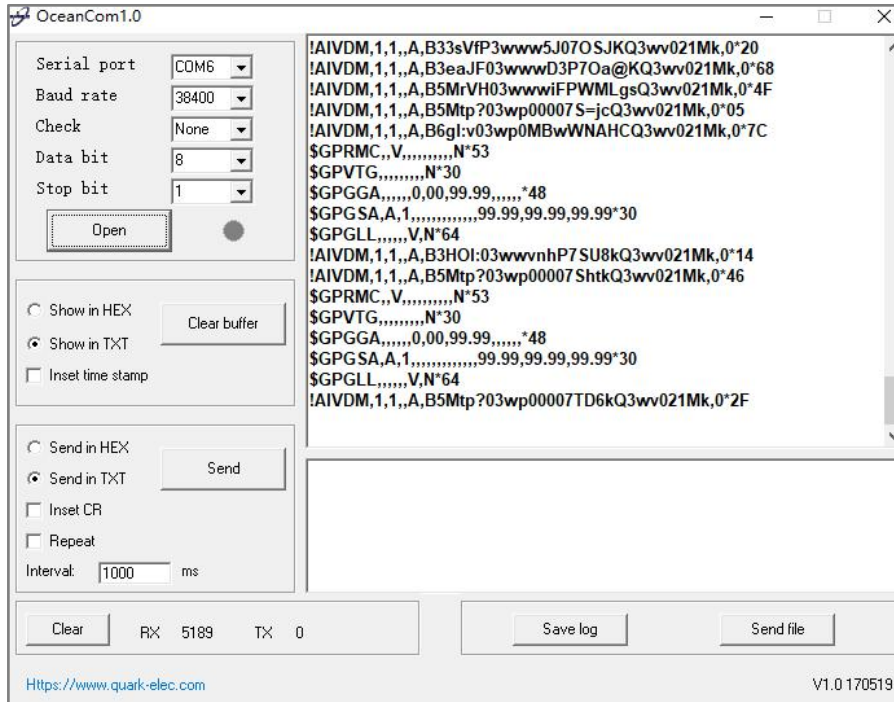 OceanCom1.0
Serial port COM6
Baud rate 38400
Check None
Data bit 8
Stop bit 1
Open
Show in HEX
Show in TXT
Clear buffer
Inset time stamp
Send in HEX
Send in TXT
Send
Inset CR
Repeat
Interval: 1000 ms
!AIVDM,1,1,,A,B33sVfP3www5J07OSJKQ3wv021Mk,0*20
!AIVDM,1,1,,A,B3eaJF03wwwD3P7Oa@KQ3wv021Mk,0*68
!AIVDM,1,1,,A,B5MrVH03wwwiFPWMLgsQ3wv021Mk,0*4F
!AIVDM,1,1,,A,B5Mtp?03wp00007S=jcQ3wv021Mk,0*05
!AIVDM,1,1,,A,B6gI:v03wp0MBwWNAHCQ3wv021Mk,0*7C
$GPRMC,,V,,,,,,,,,,N*53
$GPVTG,,,,,,,,,N*30
$GPGGA,,,,,,0,00,99.99,,,,,,*48
$GPGSA,A,1,,,,,,,,,,,,,99.99,99.99,99.99*30
$GPGLL,,,,,,V,N*64
!AIVDM,1,1,,A,B3HOI:03wwvnhP7SU8kQ3wv021Mk,0*14
!AIVDM,1,1,,A,B5Mtp?03wp00007ShtkQ3wv021Mk,0*46
$GPRMC,,V,,,,,,,,,,N*53
$GPVTG,,,,,,,,,N*30
$GPGGA,,,,,,0,00,99.99,,,,,,*48
$GPGSA,A,1,,,,,,,,,,,,,99.99,99.99,99.99*30
$GPGLL,,,,,,V,N*64
!AIVDM,1,1,,A,B5Mtp?03wp00007TD6kQ3wv021Mk,0*2F
Clear RX 5189 TX 0
Save log Send file
Https://www.quark-elec.com
V1.0 170519